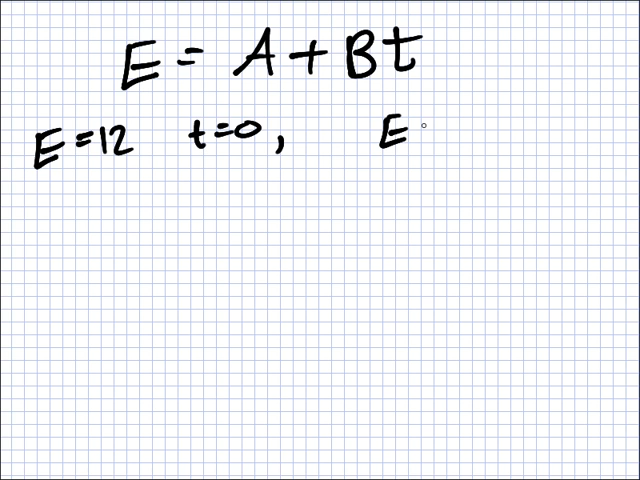 E = A + Bt
E = 12 t = 0, E